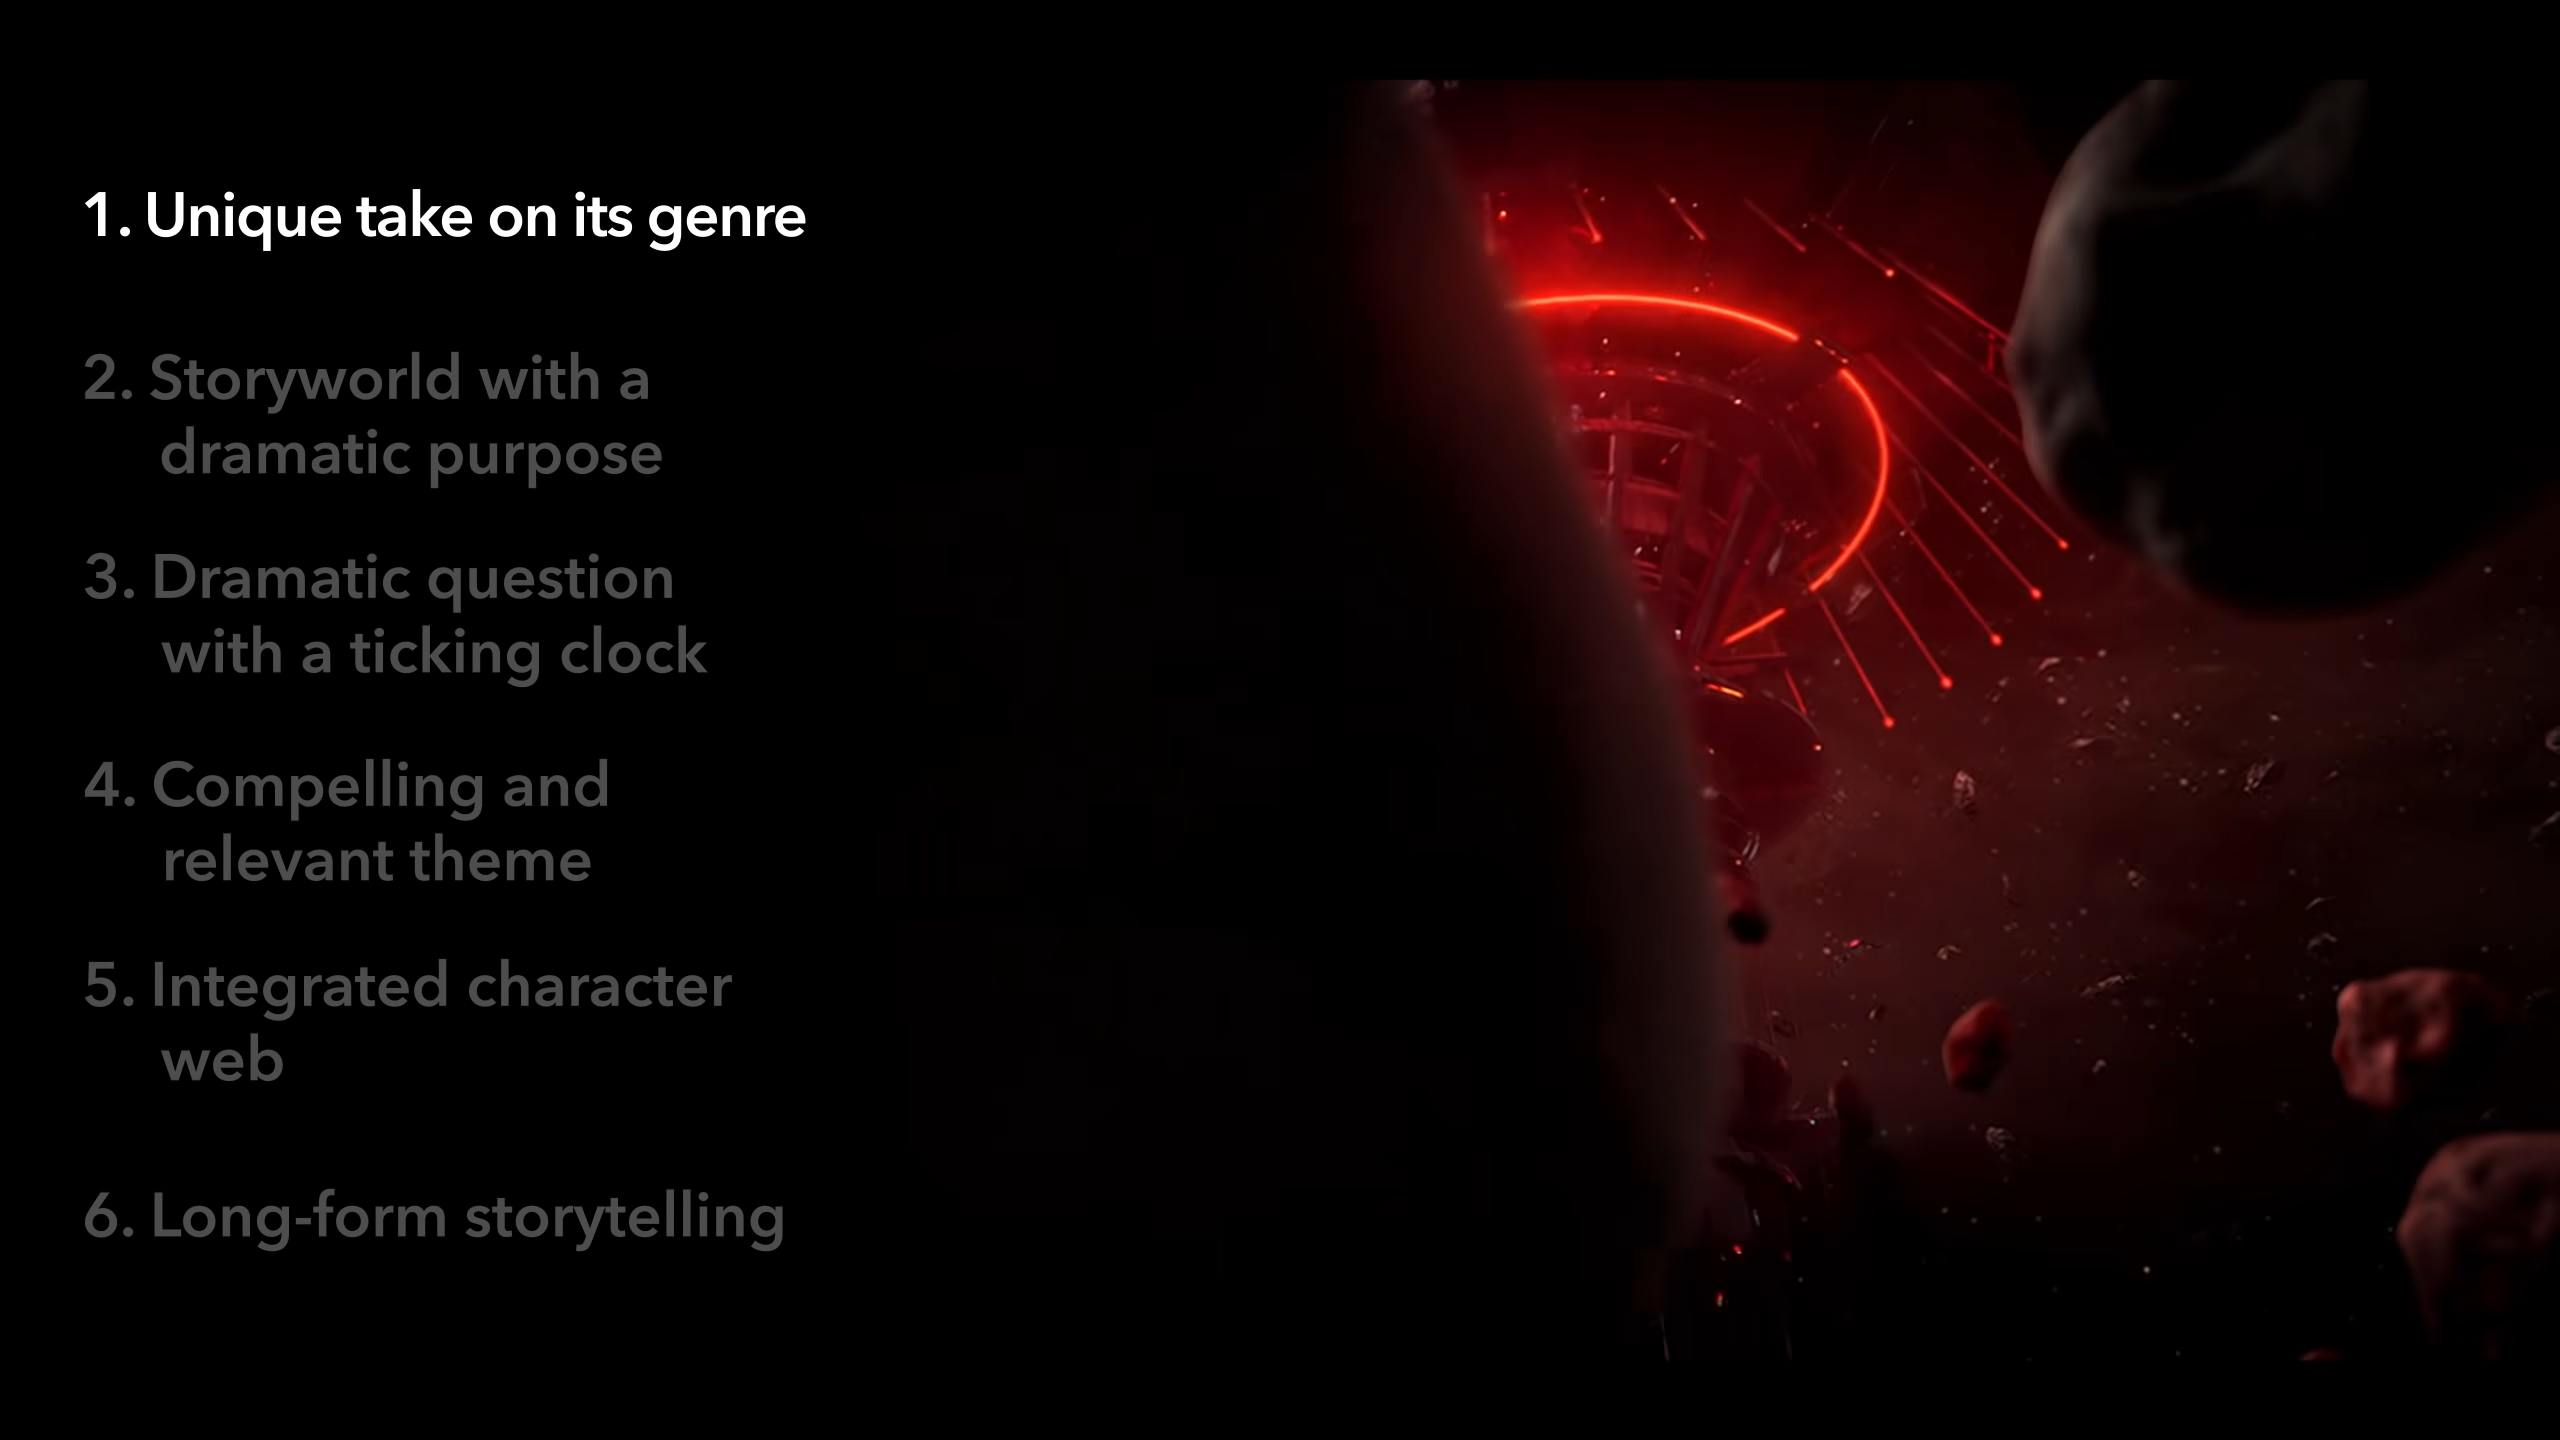 1. Unique take on its genre
2. Storyworld with a
dramatic purpose
3. Dramatic question
with a ticking clock
4. Compelling and
relevant theme
5. Integrated character
web
6. Long-form storytelling